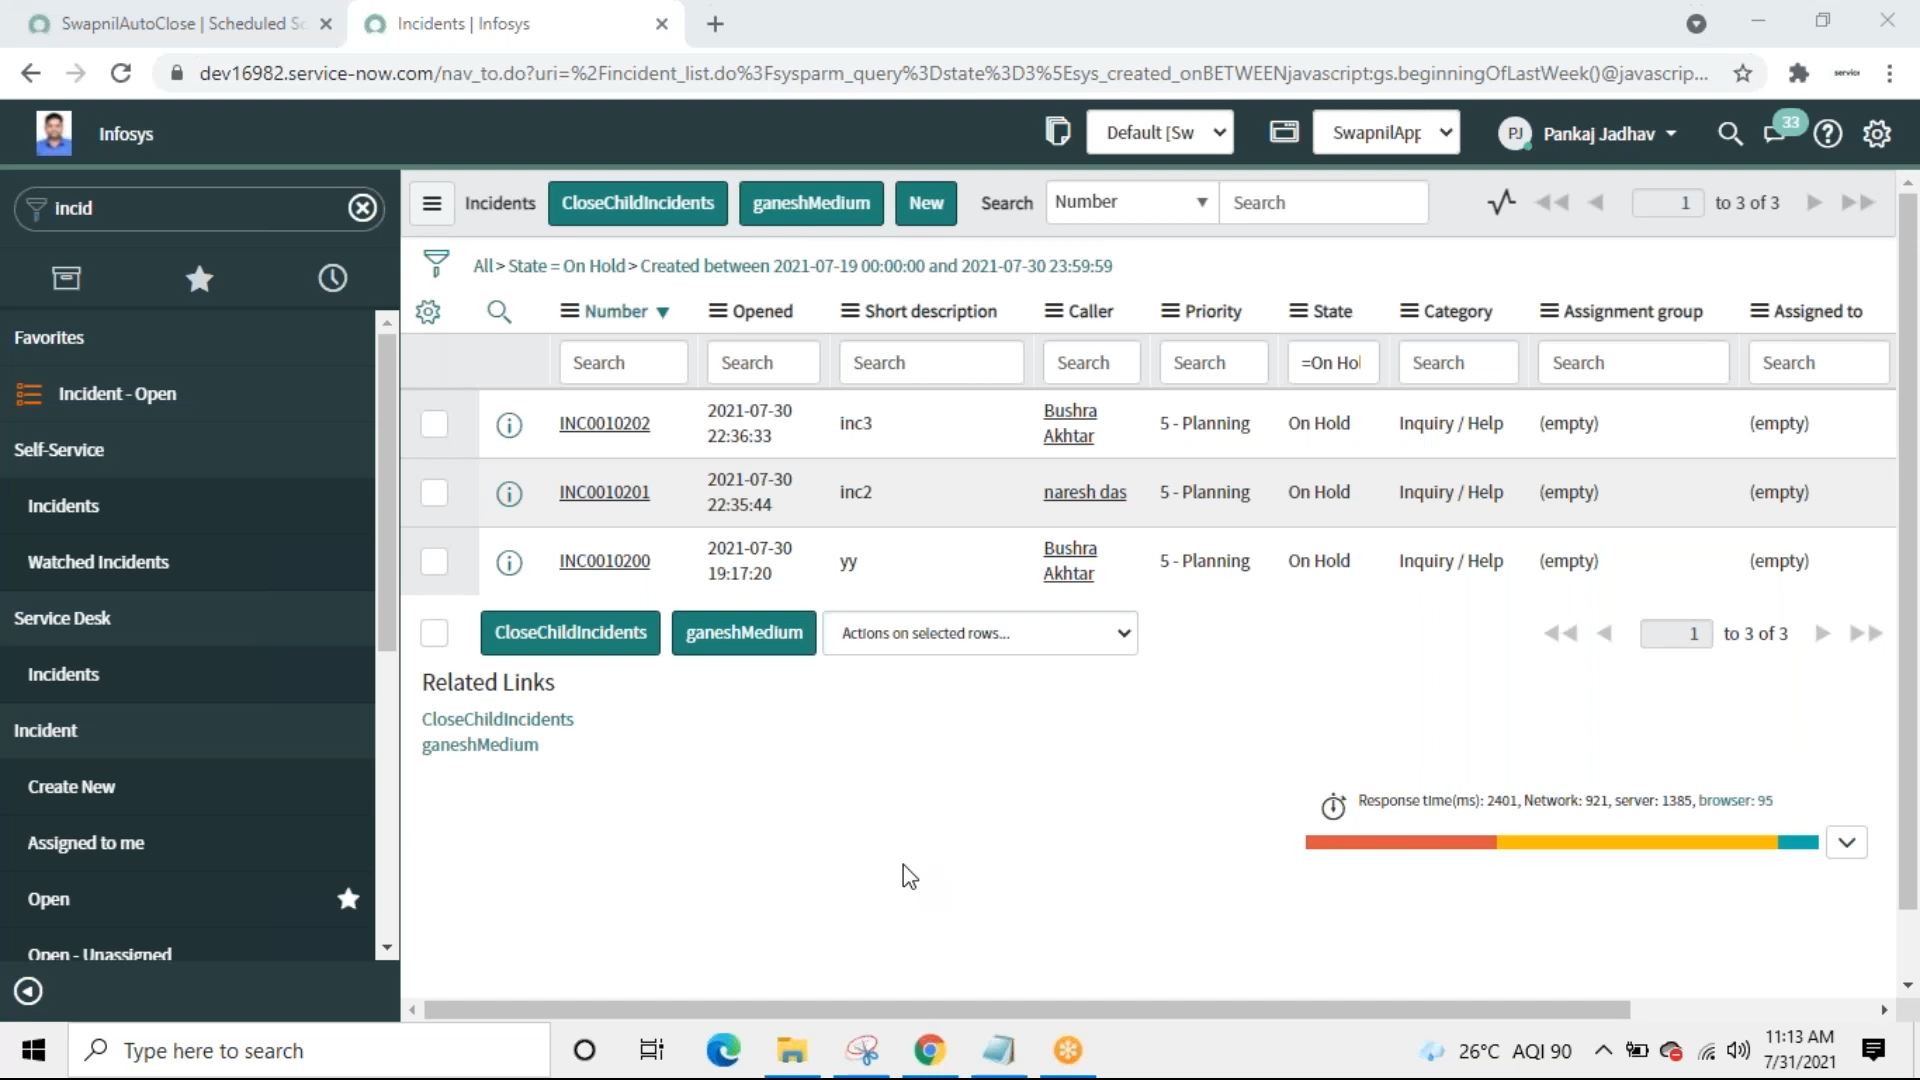 SwapnilAutoClose | Scheduled Sc
Incidents | Infosys
dev16982.service-now.com/nav_to.do?uri=%2Fincident_list.do%3Fsysparm_query%3Dstate%3D3%5Esys_created_onBETWEENjavascript:gs.beginningOfLastWeek()@javascrip...
service
Infosys
Default [Sw
SwapnilApp
PJ
Pankaj Jadhav
33
incid
Incidents
CloseChildIncidents
ganeshMedium
New
Search
Number
Search
1 to 3 of 3
All > State = On Hold > Created between 2021-07-19 00:00:00 and 2021-07-30 23:59:59
Number Opened Short description Caller Priority State Category Assignment group Assigned to
Search Search Search Search Search =On Hol Search Search Search
INC0010202 2021-07-30 22:36:33 inc3 Bushra Akhtar 5 - Planning On Hold Inquiry / Help (empty) (empty)
INC0010201 2021-07-30 22:35:44 inc2 naresh das 5 - Planning On Hold Inquiry / Help (empty) (empty)
INC0010200 2021-07-30 19:17:20 yy Bushra Akhtar 5 - Planning On Hold Inquiry / Help (empty) (empty)
CloseChildIncidents ganeshMedium Actions on selected rows... 1 to 3 of 3
Related Links
CloseChildIncidents
ganeshMedium
Response time(ms): 2401, Network: 921, server: 1385, browser: 95
Favorites
Incident - Open
Self-Service
Incidents
Watched Incidents
Service Desk
Incidents
Incident
Create New
Assigned to me
Open
Open - Unassigned
Type here to search
26°C AQI 90
11:13 AM
7/31/2021